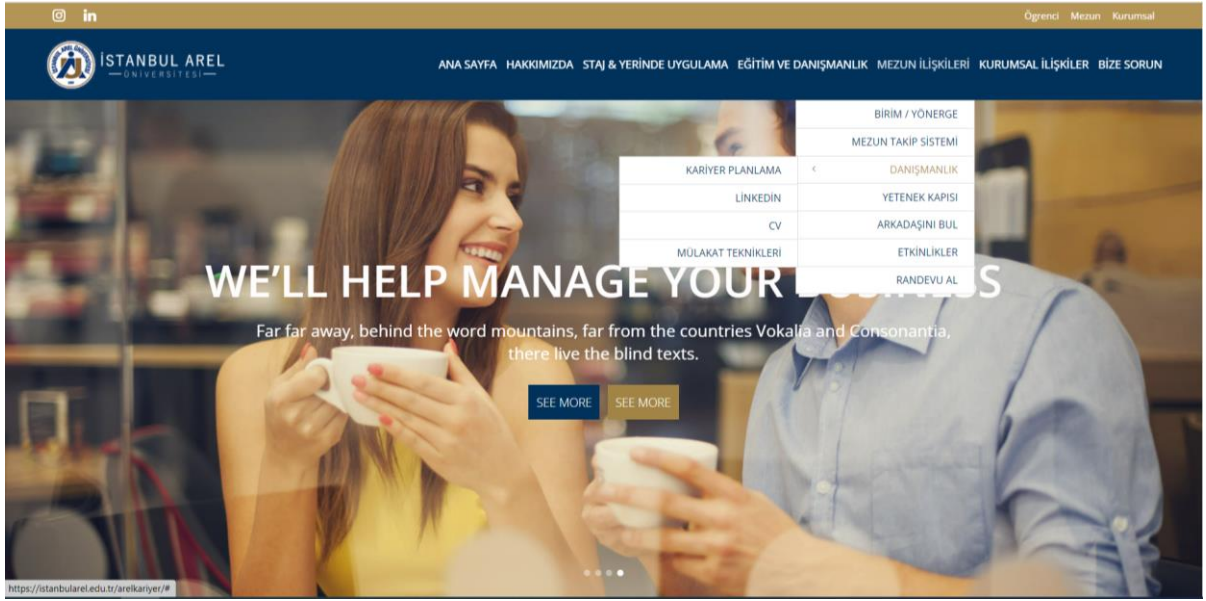 in
Ögrenci Mezun Kurumsal
İSTANBUL AREL
ÜNİVERSİTESİ
ANA SAYFA HAKKIMIZDA STAJ & YERİNDE UYGULAMA EĞİTİM VE DANIŞMANLIK MEZUN İLİŞKİLERİ KURUMSAL İLİŞKİLER BİZE SORUN
BİRİM / YÖNERGE
MEZUN TAKİP SİSTEMİ
DANIŞMANLIK
YETENEK KAPISI
ARKADAŞINI BUL
ETKİNLİKLER
RANDEVU AL
KARİYER PLANLAMA
LİNKEDİN
CV
MÜLAKAT TEKNİKLERİ
WE'LL HELP MANAGE YOUR BUSINESS
Far far away, behind the word mountains, far from the countries Vokalia and Consonantia,
there live the blind texts.
SEE MORE SEE MORE
https://istanbularel.edu.tr/arelkariyer/#